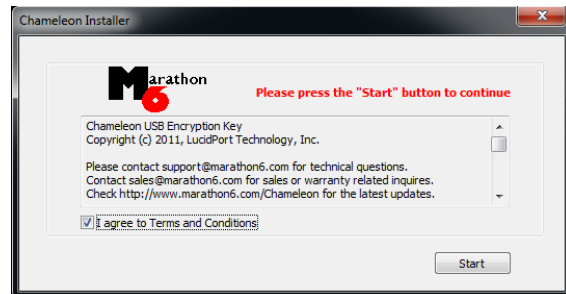 Chameleon Installer
Marathon
6
Please press the "Start" button to continue
Chameleon USB Encryption Key
Copyright (c) 2011, LucidPort Technology, Inc.
Please contact support@marathon6.com for technical questions.
Contact sales@marathon6.com for sales or warranty related inquires.
Check http://www.marathon6.com/Chameleon for the latest updates.
I agree to Terms and Conditions
Start